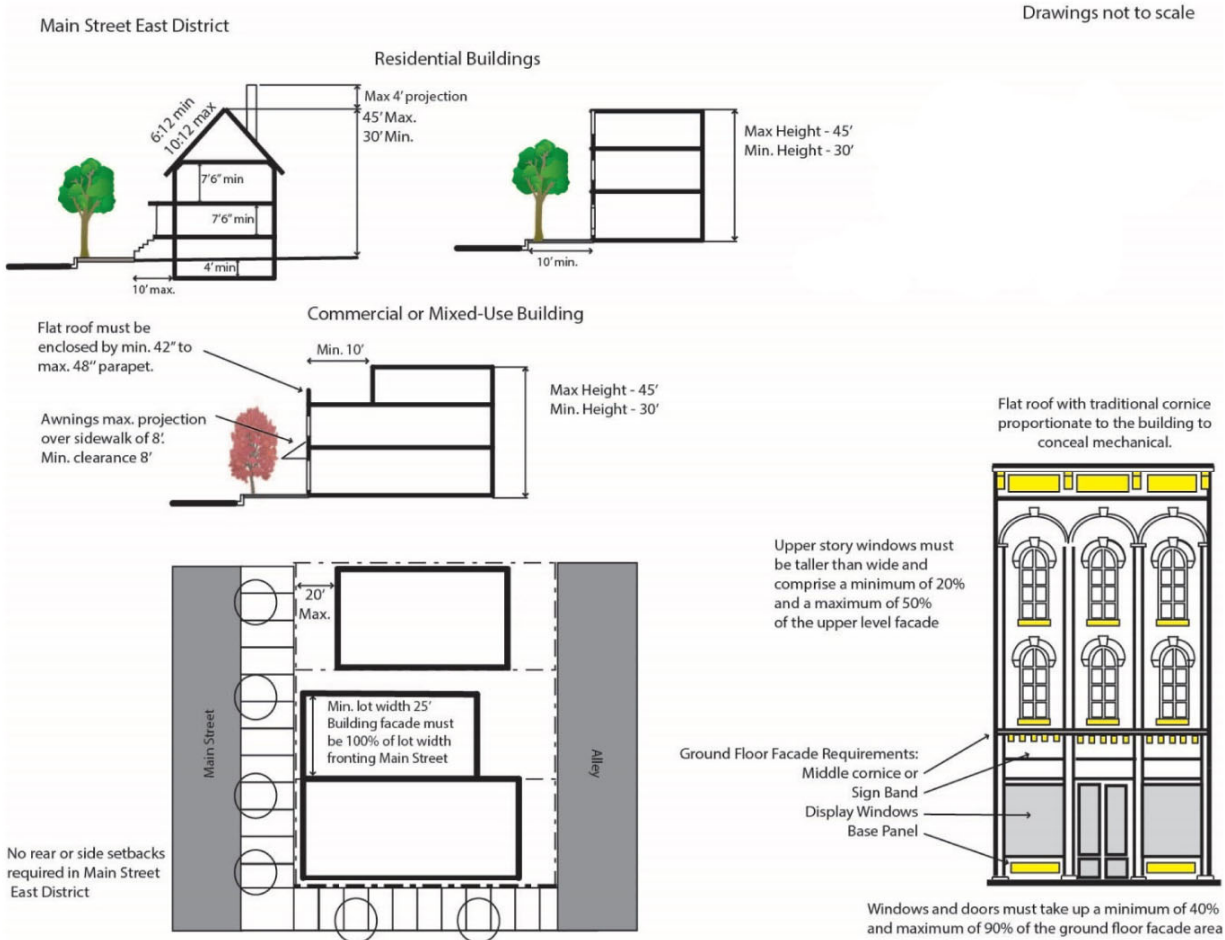 Main Street East District
Drawings not to scale
Residential Buildings
6:12 min
10:12 max
Max 4' projection
45' Max.
30' Min.
7'6" min
7'6" min
4' min
10' max.
Max Height - 45'
Min. Height - 30'
10' min.
Commercial or Mixed-Use Building
Flat roof must be
enclosed by min. 42" to
max. 48" parapet.
Min. 10'
Awnings max. projection
over sidewalk of 8'.
Min. clearance 8'
Max Height - 45'
Min. Height - 30'
Flat roof with traditional cornice
proportionate to the building to
conceal mechanical.
Upper story windows must
be taller than wide and
comprise a minimum of 20%
and a maximum of 50%
of the upper level facade
20'
Max.
Min. lot width 25'
Building facade must
be 100% of lot width
fronting Main Street
Main Street
Alley
Ground Floor Facade Requirements:
Middle cornice or
Sign Band
Display Windows
Base Panel
No rear or side setbacks
required in Main Street
East District
Windows and doors must take up a minimum of 40%
and maximum of 90% of the ground floor facade area